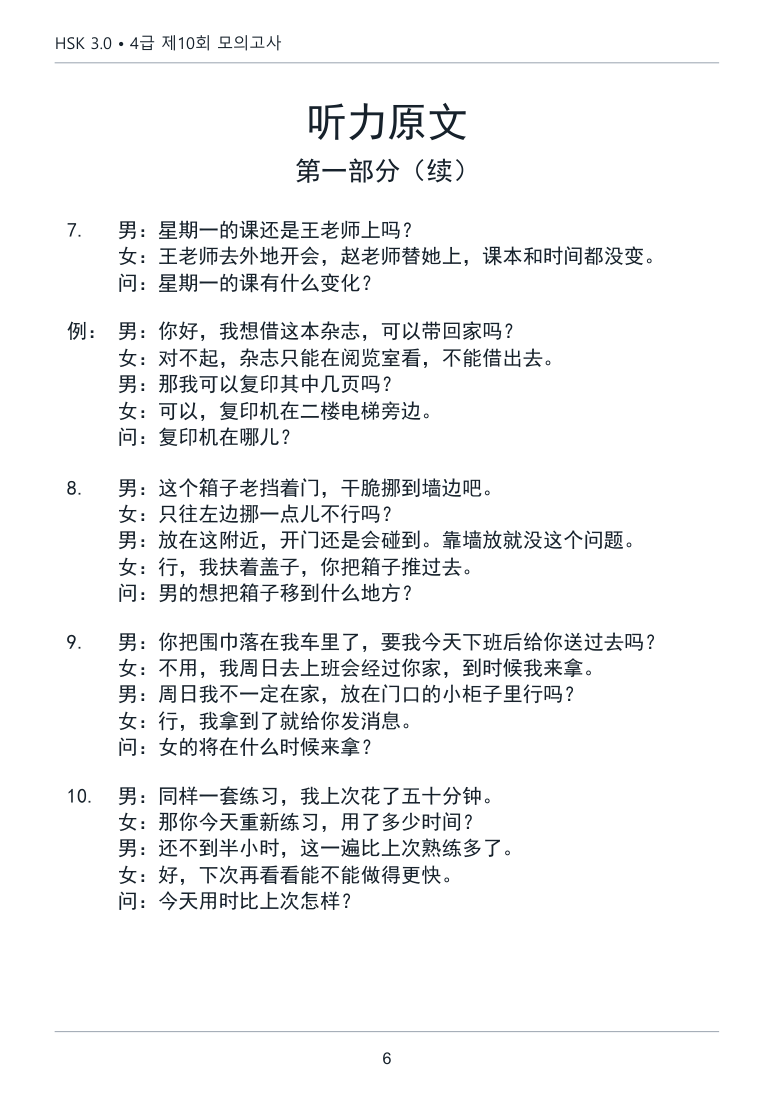 HSK 3.0 • 4급 제10회 모의고사
听力原文
第一部分（续）
7. 男：星期一的课还是王老师上吗？
女：王老师去外地开会，赵老师替她上，课本和时间都没变。
问：星期一的课有什么变化？
例： 男：你好，我想借这本杂志，可以带回家吗？
女：对不起，杂志只能在阅览室看，不能借出去。
男：那我可以复印其中几页吗？
女：可以，复印机在二楼电梯旁边。
问：复印机在哪儿？
8. 男：这个箱子老挡着门，干脆挪到墙边吧。
女：只往左边挪一点儿不行吗？
男：放在这附近，开门还是会碰到。靠墙放就没这个问题。
女：行，我扶着盖子，你把箱子推过去。
问：男的想把箱子移到什么地方？
9. 男：你把围巾落在我车里了，要我今天下班后给你送过去吗？
女：不用，我周日去上班会经过你家，到时候我来拿。
男：周日我不一定在家，放在门口的小柜子里行吗？
女：行，我拿到了就给你发消息。
问：女的将在什么时候来拿？
10. 男：同样一套练习，我上次花了五十分钟。
女：那你今天重新练习，用了多少时间？
男：还不到半小时，这一遍比上次熟练多了。
女：好，下次再看看能不能做得更快。
问：今天用时比上次怎样？
6